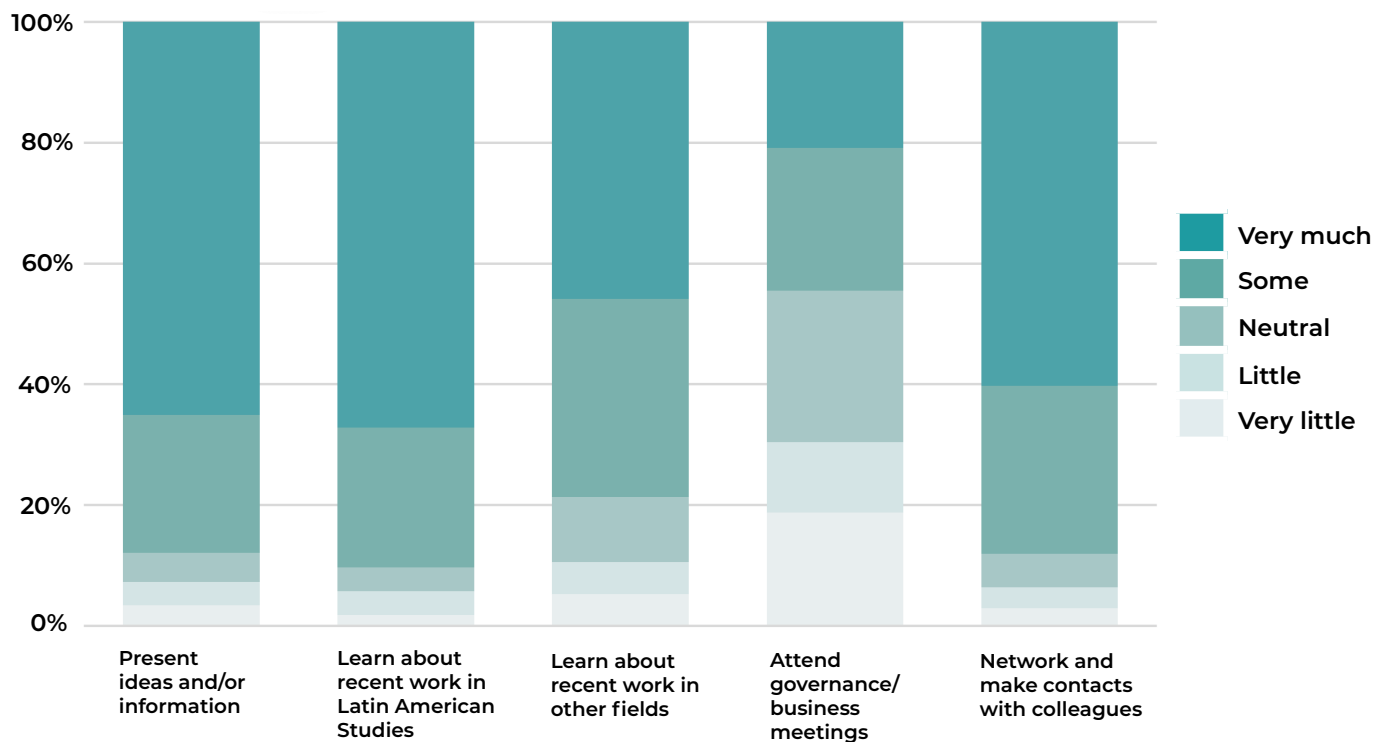 100%
80%
60%
40%
20%
0%
Present
ideas and/or
information
Learn about
recent work in
Latin American
Studies
Learn about
recent work in
other fields
Attend
governance/
business
meetings
Network and
make contacts
with colleagues
Very much
Some
Neutral
Little
Very little